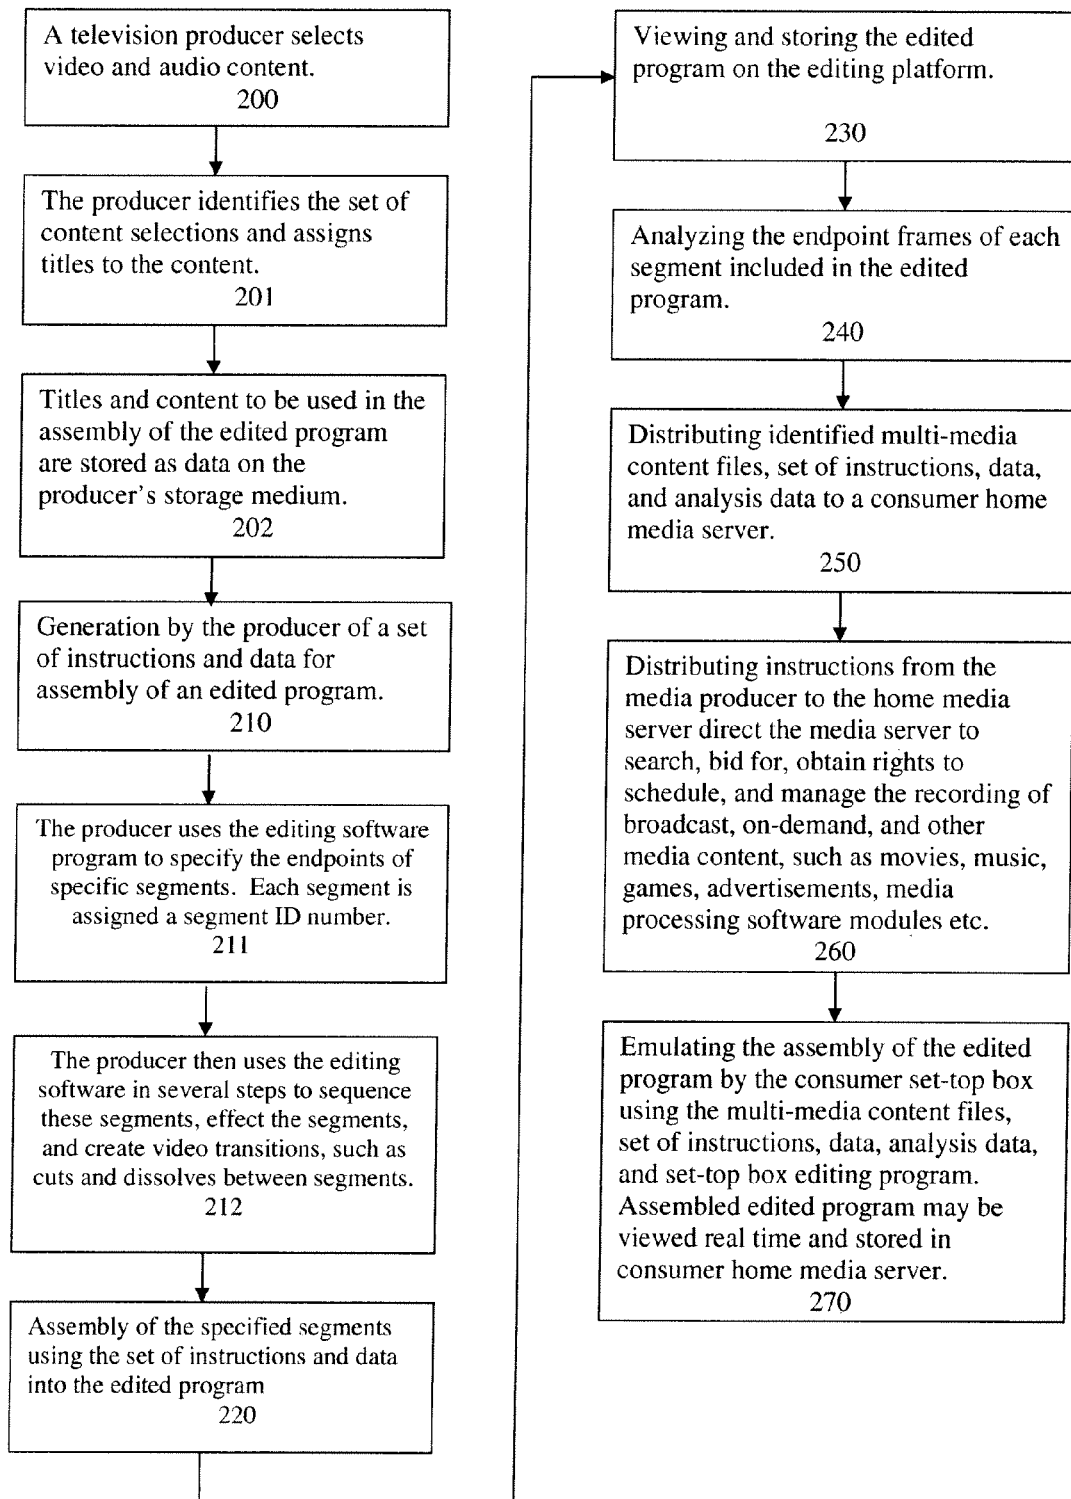 A television producer selects
video and audio content.
200
The producer identifies the set of
content selections and assigns
titles to the content.
201
Titles and content to be used in the
assembly of the edited program
are stored as data on the
producer's storage medium.
202
Generation by the producer of a set
of instructions and data for
assembly of an edited program.
210
The producer uses the editing software
program to specify the endpoints of
specific segments. Each segment is
assigned a segment ID number.
211
The producer then uses the editing
software in several steps to sequence
these segments, effect the segments,
and create video transitions, such as
cuts and dissolves between segments.
212
Assembly of the specified segments
using the set of instructions and data
into the edited program
220
Viewing and storing the edited
program on the editing platform.
230
Analyzing the endpoint frames of each
segment included in the edited
program.
240
Distributing identified multi-media
content files, set of instructions, data,
and analysis data to a consumer home
media server.
250
Distributing instructions from the
media producer to the home media
server direct the media server to
search, bid for, obtain rights to
schedule, and manage the recording of
broadcast, on-demand, and other
media content, such as movies, music,
games, advertisements, media
processing software modules etc.
260
Emulating the assembly of the edited
program by the consumer set-top box
using the multi-media content files,
set of instructions, data, analysis data,
and set-top box editing program.
Assembled edited program may be
viewed real time and stored in
consumer home media server.
270